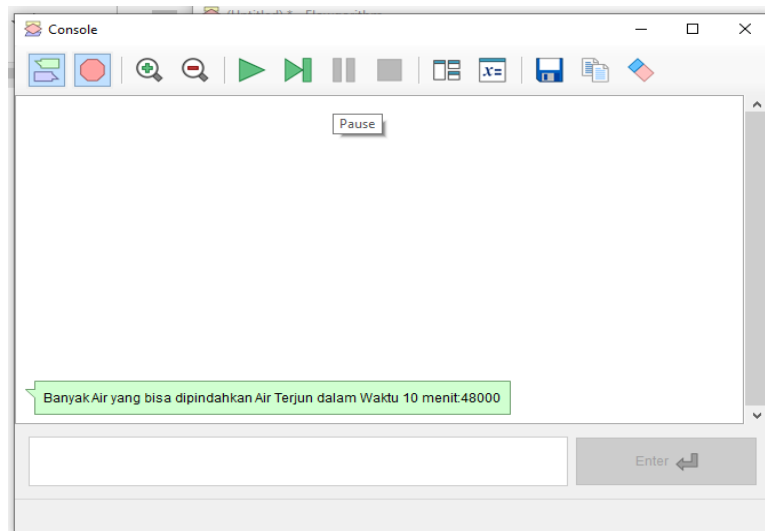 Console
x=
Pause
Banyak Air yang bisa dipindahkan Air Terjun dalam Waktu 10 menit:48000
Enter